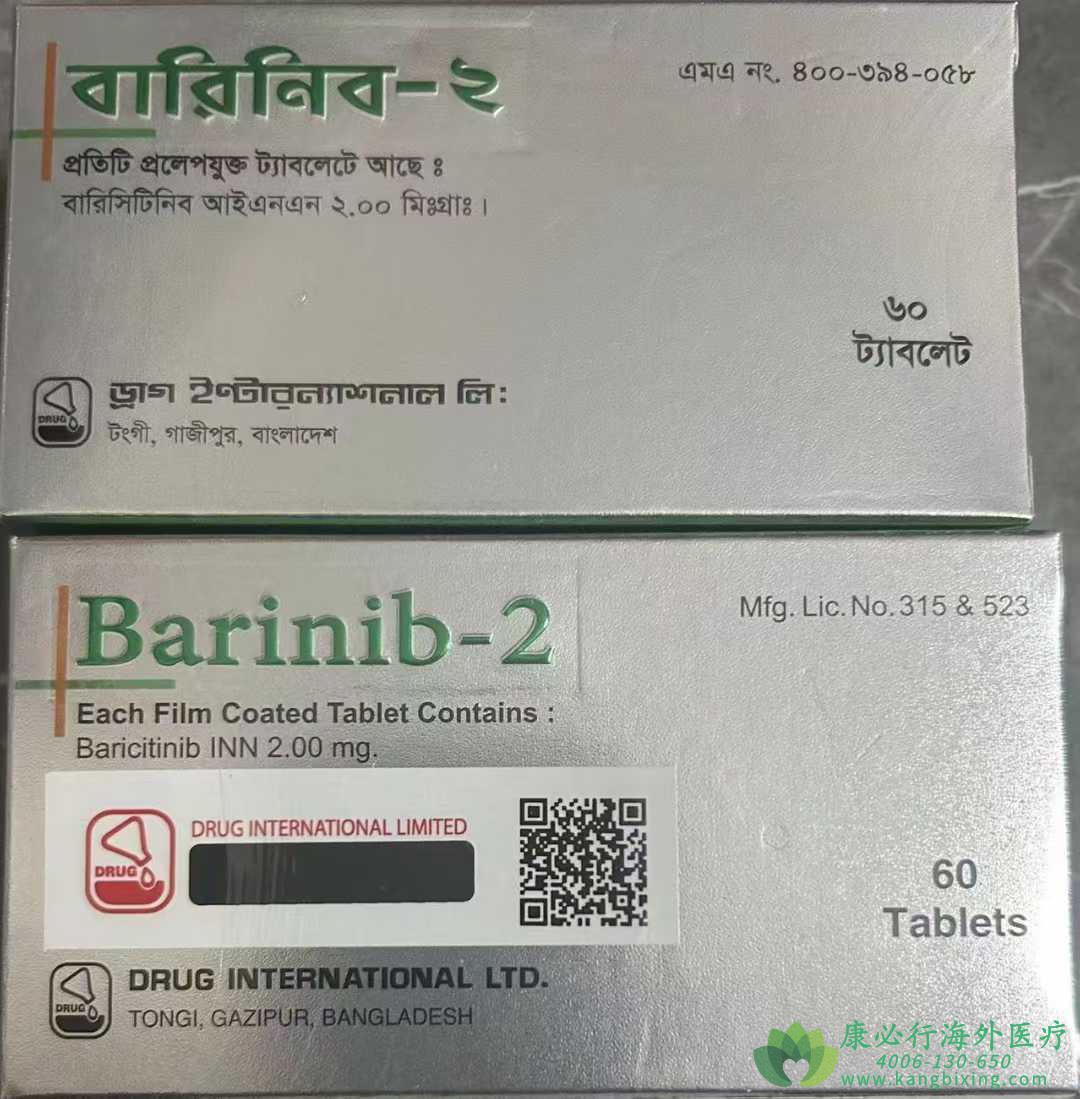 বারিনিব-২
এমএ নং. ৪০০-৩৯৪-০৫৮
প্রতিটি প্রলেপযুক্ত ট্যাবলেটে আছে ঃ
বারিসিটিনিব আইএনএন ২.০০ মিঃগ্রাঃ।
৬০
ট্যাবলেট
DRUG
ড্রাগ ইন্টারন্যাশনাল লি:
টংগী, গাজীপুর, বাংলাদেশ
Barinib-2
Mfg. Lic. No. 315 & 523
Each Film Coated Tablet Contains :
Baricitinib INN 2.00 mg.
DRUG INTERNATIONAL LIMITED
DRUG
60
Tablets
DRUG
DRUG INTERNATIONAL LTD.
TONGI, GAZIPUR, BANGLADESH
康必行海外医疗
4006-130-650
www.kangbixing.com